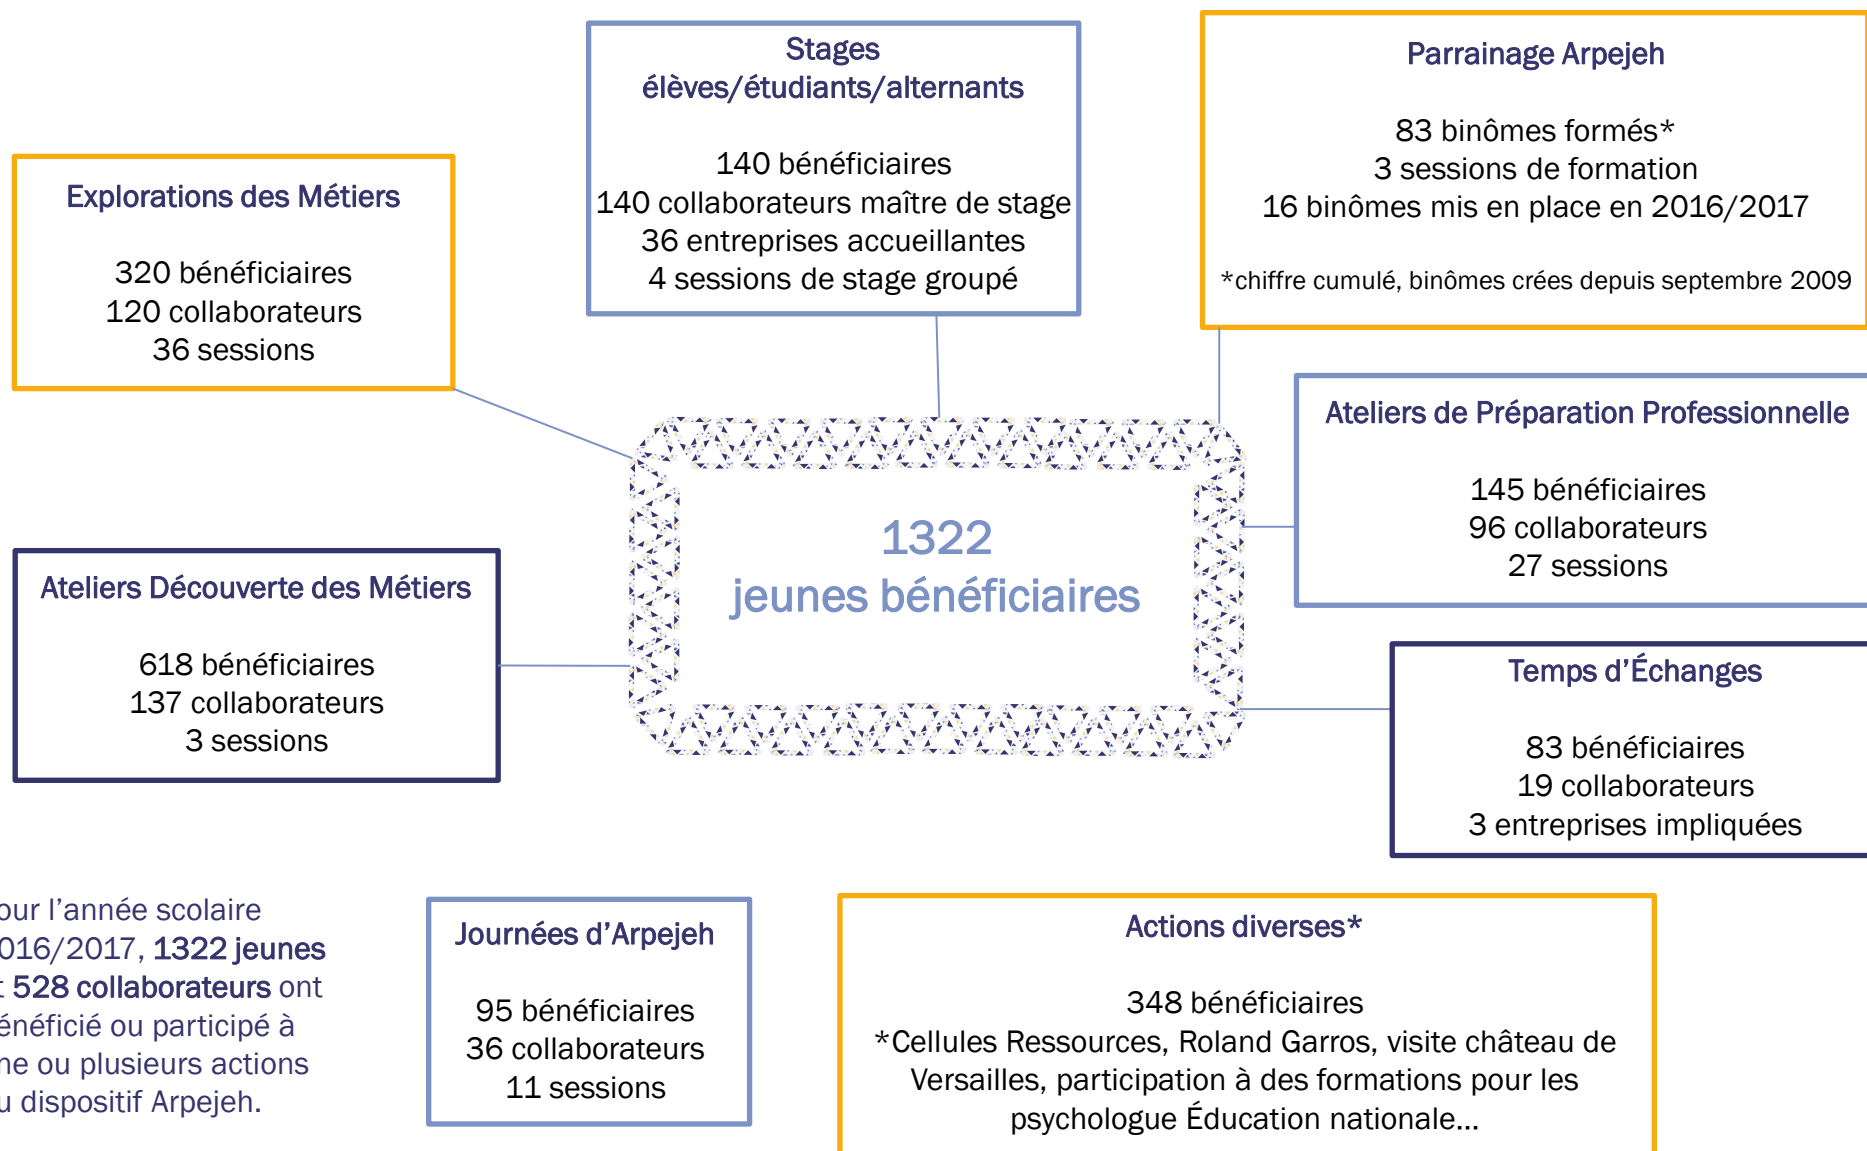 Stages
élèves/étudiants/alternants
140 bénéficiaires
140 collaborateurs maître de stage
36 entreprises accueillantes
4 sessions de stage groupé
Parrainage Arpejeh
83 binômes formés*
3 sessions de formation
16 binômes mis en place en 2016/2017
*chiffre cumulé, binômes crées depuis septembre 2009
Explorations des Métiers
320 bénéficiaires
120 collaborateurs
36 sessions
Ateliers de Préparation Professionnelle
145 bénéficiaires
96 collaborateurs
27 sessions
1322
jeunes bénéficiaires
Ateliers Découverte des Métiers
618 bénéficiaires
137 collaborateurs
3 sessions
Temps d’Échanges
83 bénéficiaires
19 collaborateurs
3 entreprises impliquées
our l’année scolaire
016/2017, 1322 jeunes
t 528 collaborateurs ont
énéficié ou participé à
ne ou plusieurs actions
u dispositif Arpejeh.
Journées d’Arpejeh
95 bénéficiaires
36 collaborateurs
11 sessions
Actions diverses*
348 bénéficiaires
*Cellules Ressources, Roland Garros, visite château de
Versailles, participation à des formations pour les
psychologue Éducation nationale...